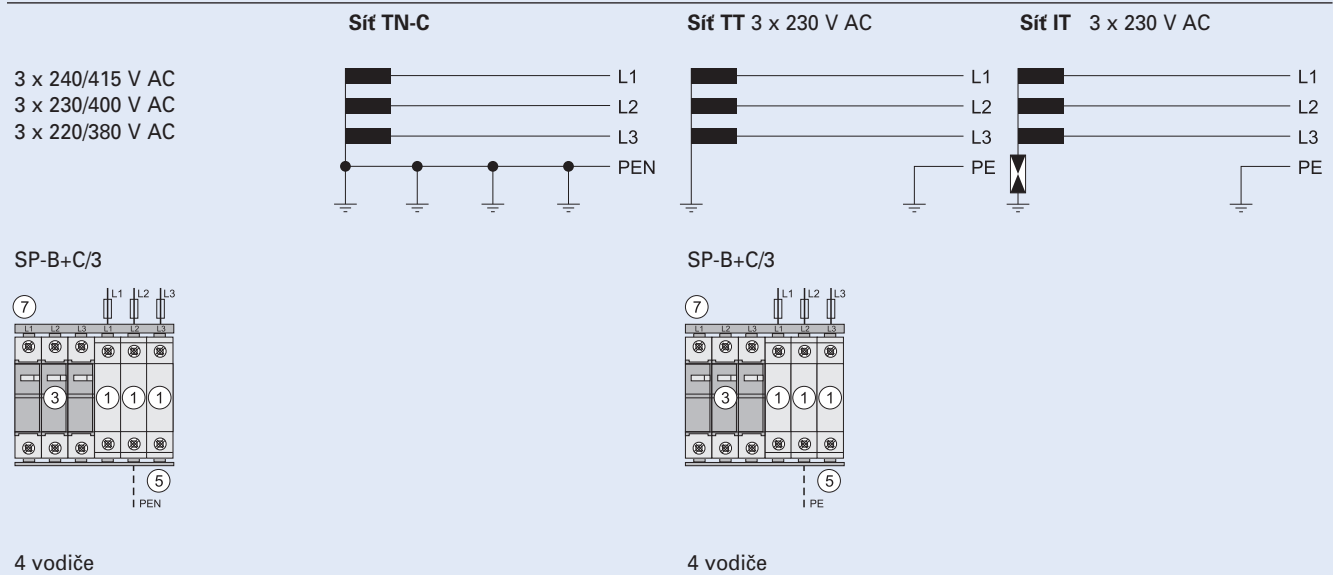 Síť TN-C
Síť TT 3 x 230 V AC
Síť IT 3 x 230 V AC
3 x 240/415 V AC
3 x 230/400 V AC
3 x 220/380 V AC
L1
L2
L3
PEN
L1
L2
L3
PE
L1
L2
L3
PE
SP-B+C/3
7
L1 L2 L3
L1 L2 L3 L1 L2 L3
3 1 1 1
5
PEN
4 vodiče
SP-B+C/3
7
L1 L2 L3
L1 L2 L3 L1 L2 L3
3 1 1 1
5
PE
4 vodiče